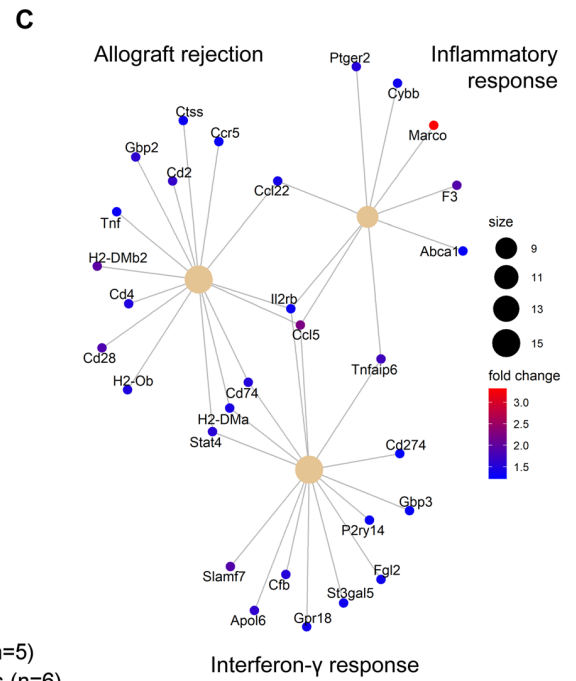 C
Allograft rejection
Inflammatory
response
Ptger2
Cybb
Marco
Ctss
Ccr5
Gbp2
Cd2
Ccl22
F3
Tnf
Abca1
H2-DMb2
Cd4
Il2rb
Ccl5
Cd28
H2-Ob
Tnfaip6
Cd74
H2-DMa
Stat4
Cd274
Gbp3
P2ry14
Fgl2
Slamf7
Cfb
St3gal5
Apol6
Gpr18
size
9
11
13
15
fold change
3.0
2.5
2.0
1.5
Interferon-γ response
n=5)
(n=6)